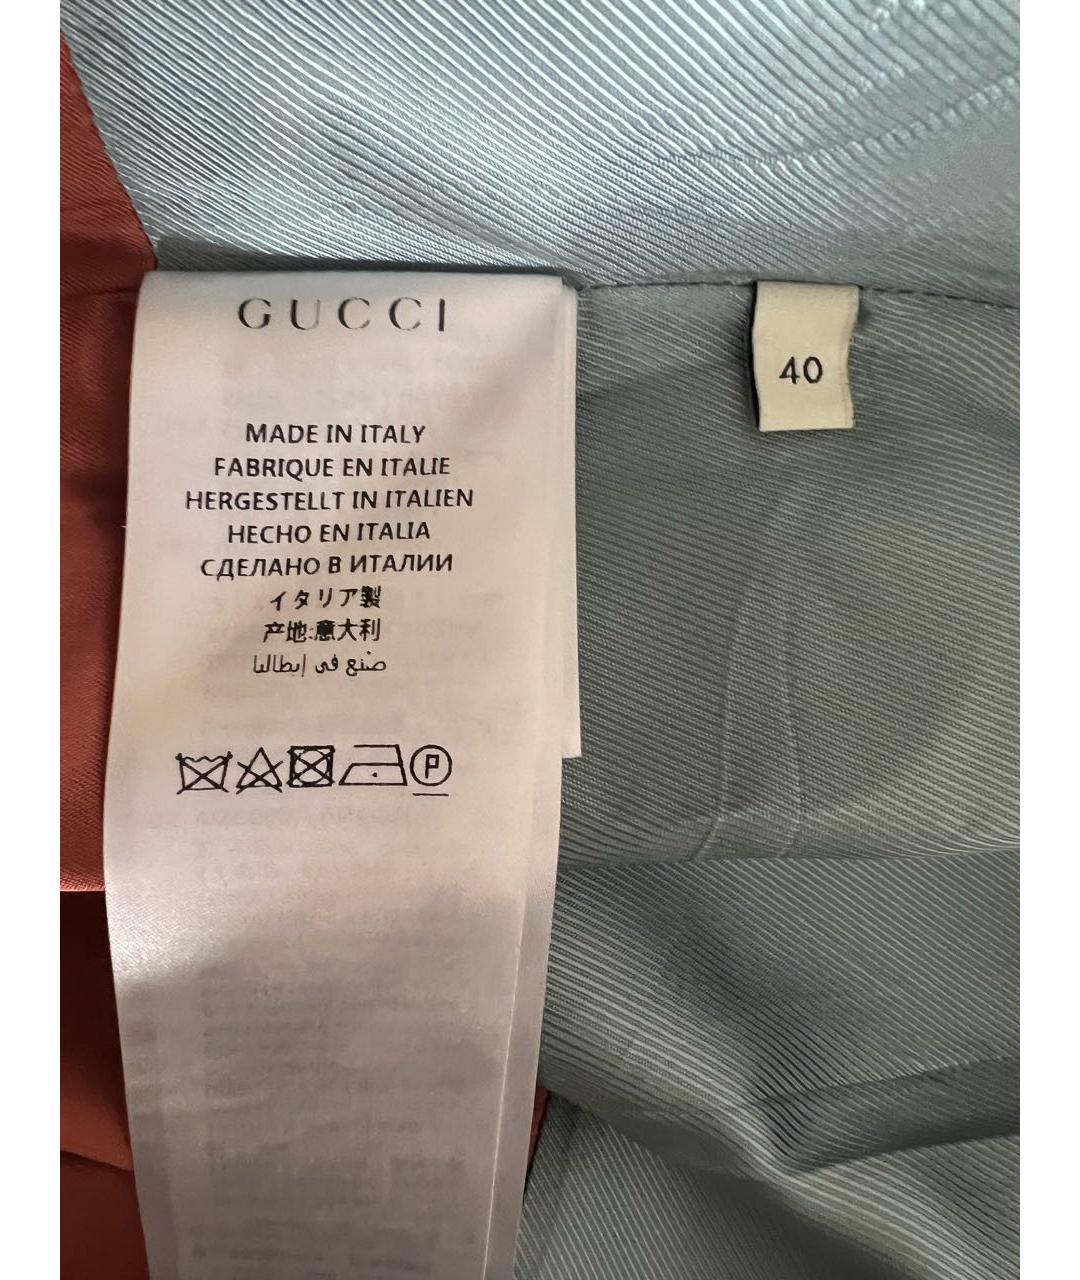 GUCCI
40
MADE IN ITALY
FABRIQUE EN ITALIE
HERGESTELLT IN ITALIEN
HECHO EN ITALIA
СДЕЛАНО В ИТАЛИИ
イタリア製
产地:意大利
صنع في إيطاليا
P